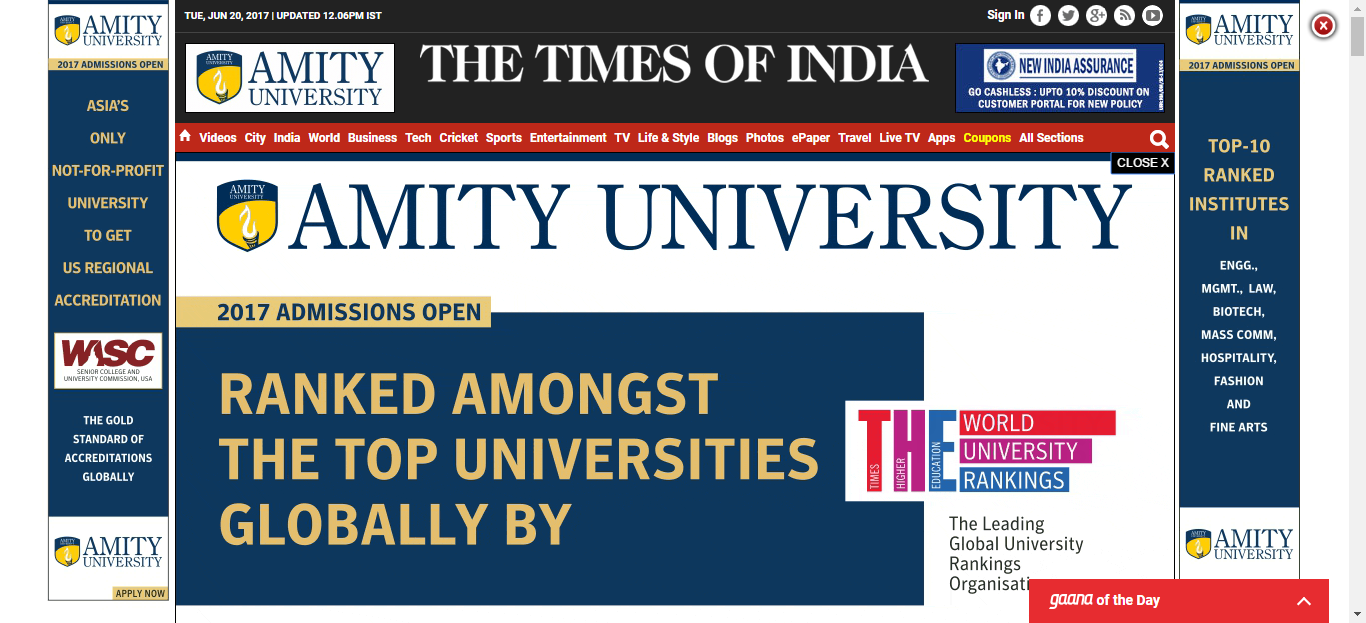 AMITY
UNIVERSITY
2017 ADMISSIONS OPEN
ASIA'S
ONLY
NOT-FOR-PROFIT
UNIVERSITY
TO GET
US REGIONAL
ACCREDITATION
WASC
SENIOR COLLEGE AND
UNIVERSITY COMMISSION, USA
THE GOLD
STANDARD OF
ACCREDITATIONS
GLOBALLY
AMITY
UNIVERSITY
APPLY NOW
TUE, JUN 20, 2017 | UPDATED 12.06PM IST
Sign In
AMITY
UNIVERSITY
AMITY
UNIVERSITY
THE TIMES OF INDIA
NEW INDIA ASSURANCE
GO CASHLESS : UPTO 10% DISCOUNT ON
CUSTOMER PORTAL FOR NEW POLICY
Videos City India World Business Tech Cricket Sports Entertainment TV Life & Style Blogs Photos ePaper Travel Live TV Apps Coupons All Sections
CLOSE X
AMITY
UNIVERSITY
AMITY UNIVERSITY
2017 ADMISSIONS OPEN
RANKED AMONGST
THE TOP UNIVERSITIES
GLOBALLY BY
THE
TIMES
HIGHER
EDUCATION
WORLD
UNIVERSITY
RANKINGS
The Leading
Global University
Rankings
Organisati
gaana of the Day
AMITY
UNIVERSITY
2017 ADMISSIONS OPEN
TOP-10
RANKED
INSTITUTES
IN
ENGG.,
MGMT., LAW,
BIOTECH,
MASS COMM,
HOSPITALITY,
FASHION
AND
FINE ARTS
AMITY
UNIVERSITY